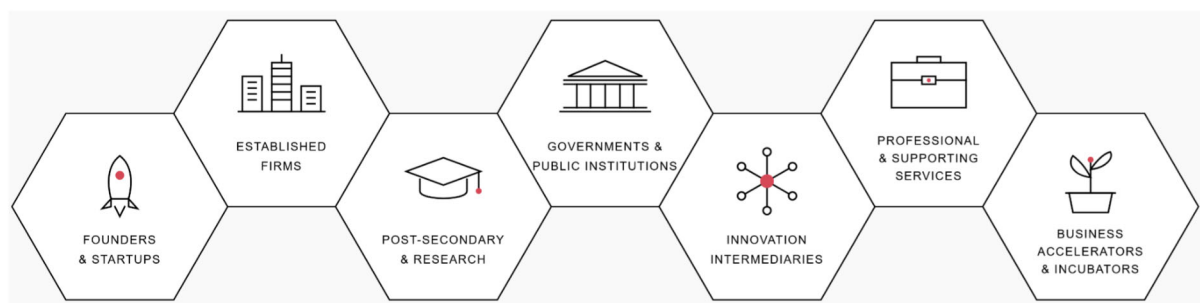 FOUNDERS
& STARTUPS
ESTABLISHED
FIRMS
POST-SECONDARY
& RESEARCH
GOVERNMENTS &
PUBLIC INSTITUTIONS
INNOVATION
INTERMEDIARIES
PROFESSIONAL
& SUPPORTING
SERVICES
BUSINESS
ACCELERATORS
& INCUBATORS